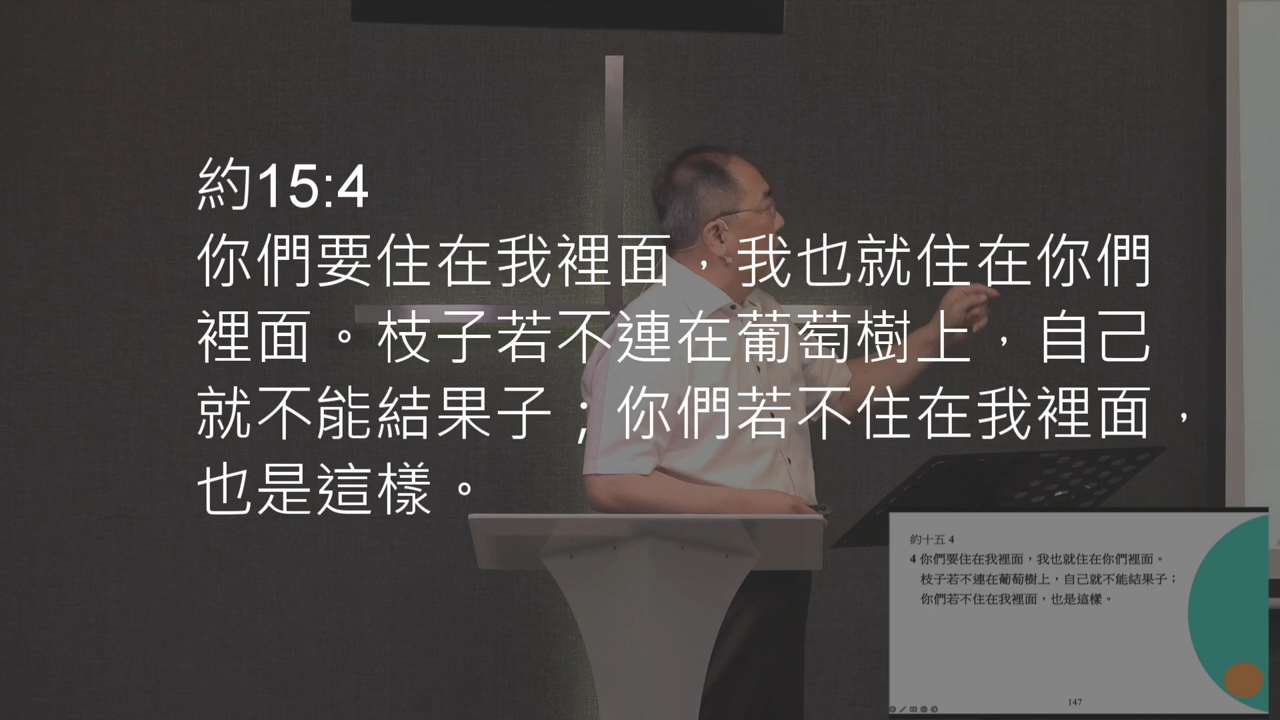 約15:4
你們要住在我裡面，我也就住在你們
裡面。枝子若不連在葡萄樹上，自己
就不能結果子；你們若不住在我裡面，
也是這樣。
約十五 4
4 你們要住在我裡面，我也就住在你們裡面。
枝子若不連在葡萄樹上，自己就不能結果子；
你們若不住在我裡面，也是這樣。
147